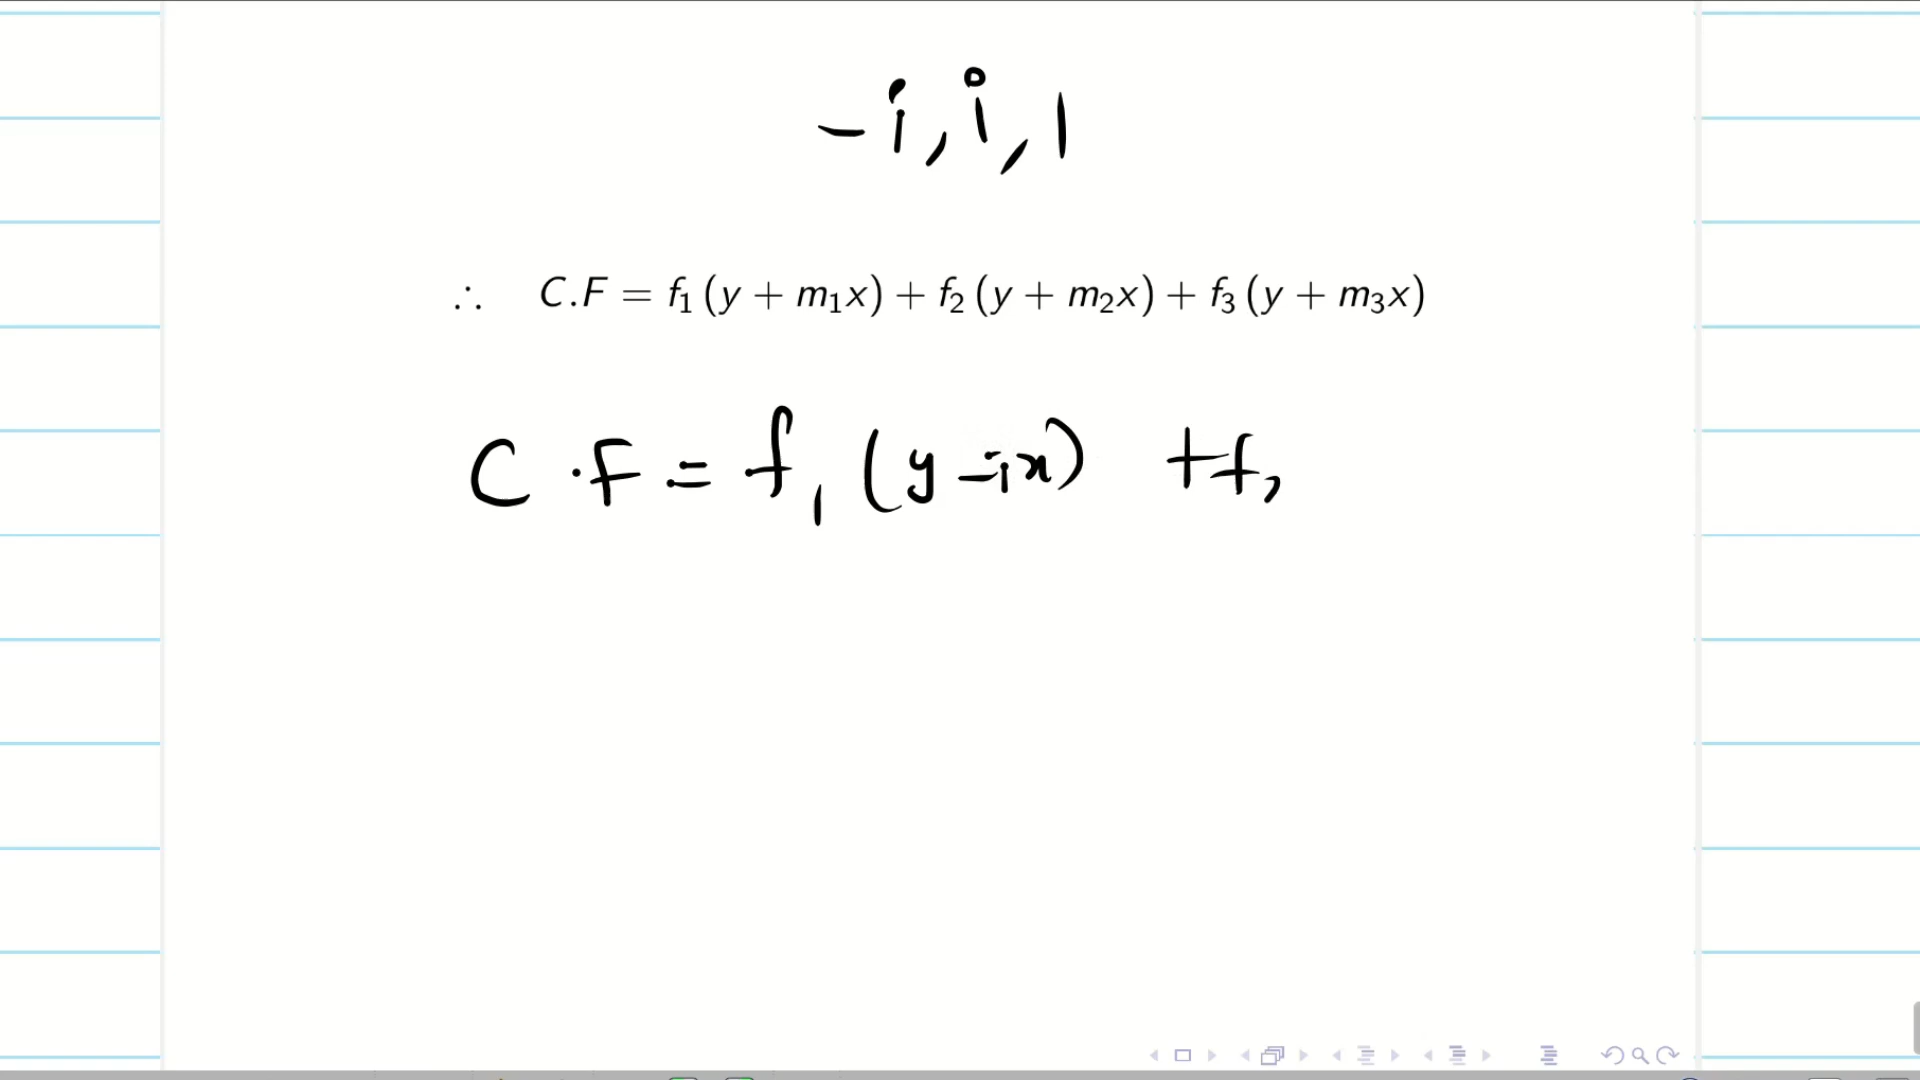 -i, i, 1
∴ C.F = f₁ (y + m₁x) + f₂ (y + m₂x) + f₃ (y + m₃x)
C.F = f₁ (y -ix) +f₂